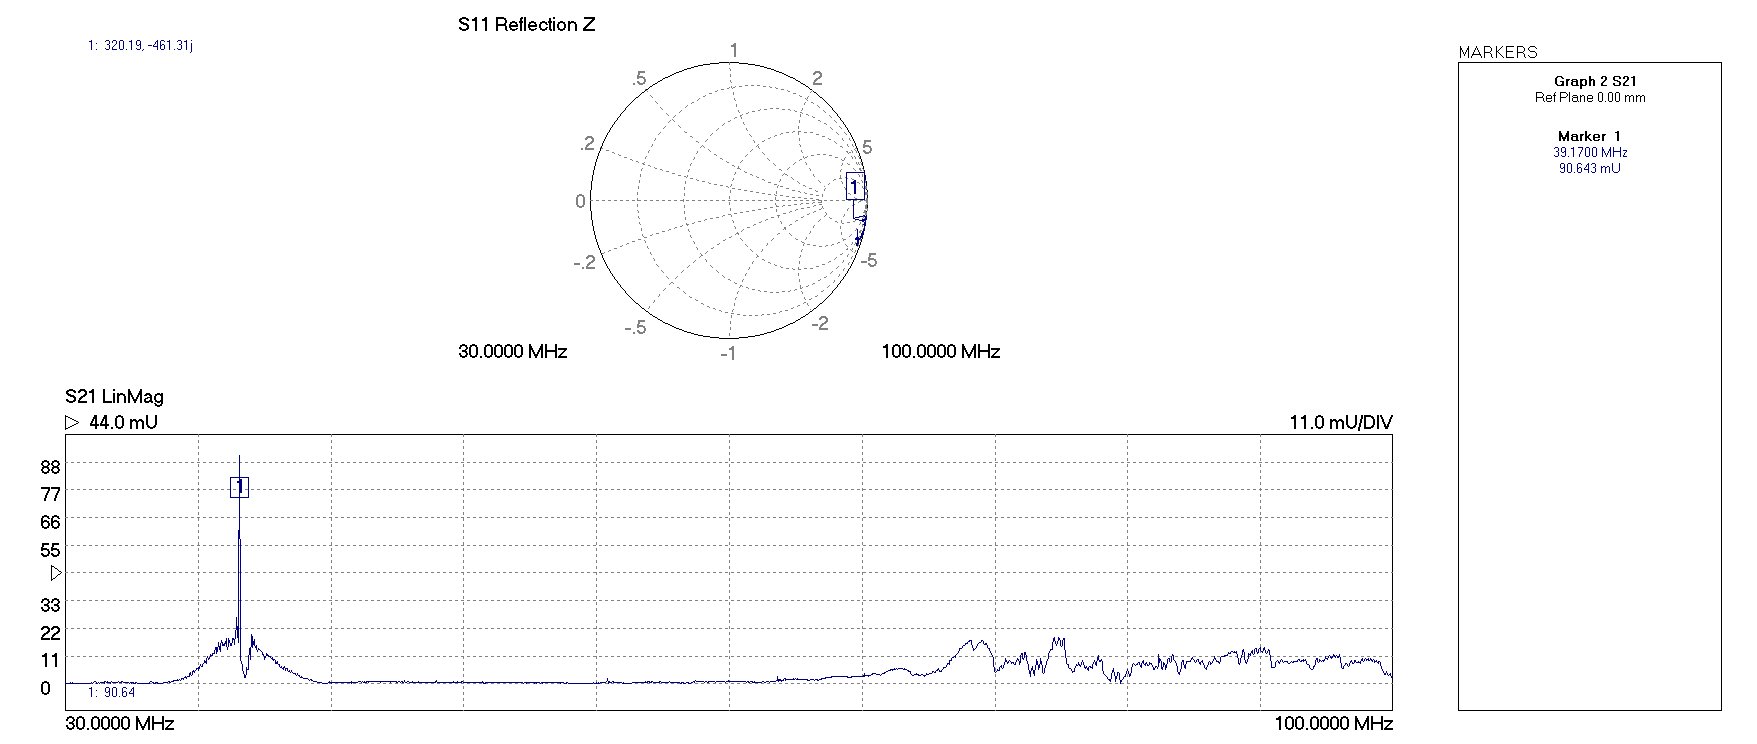 S11 Reflection Z
1: 320.19, -461.31j
1
.5
2
.2
5
1
0
-.2
-5
-.5
-2
-1
30.0000 MHz
100.0000 MHz
MARKERS
Graph 2 S21
Ref Plane 0.00 mm
Marker 1
39.1700 MHz
90.643 mU
S21 LinMag
44.0 mU
11.0 mU/DIV
88
1
77
66
55
33
22
11
0
1: 90.64
30.0000 MHz
100.0000 MHz